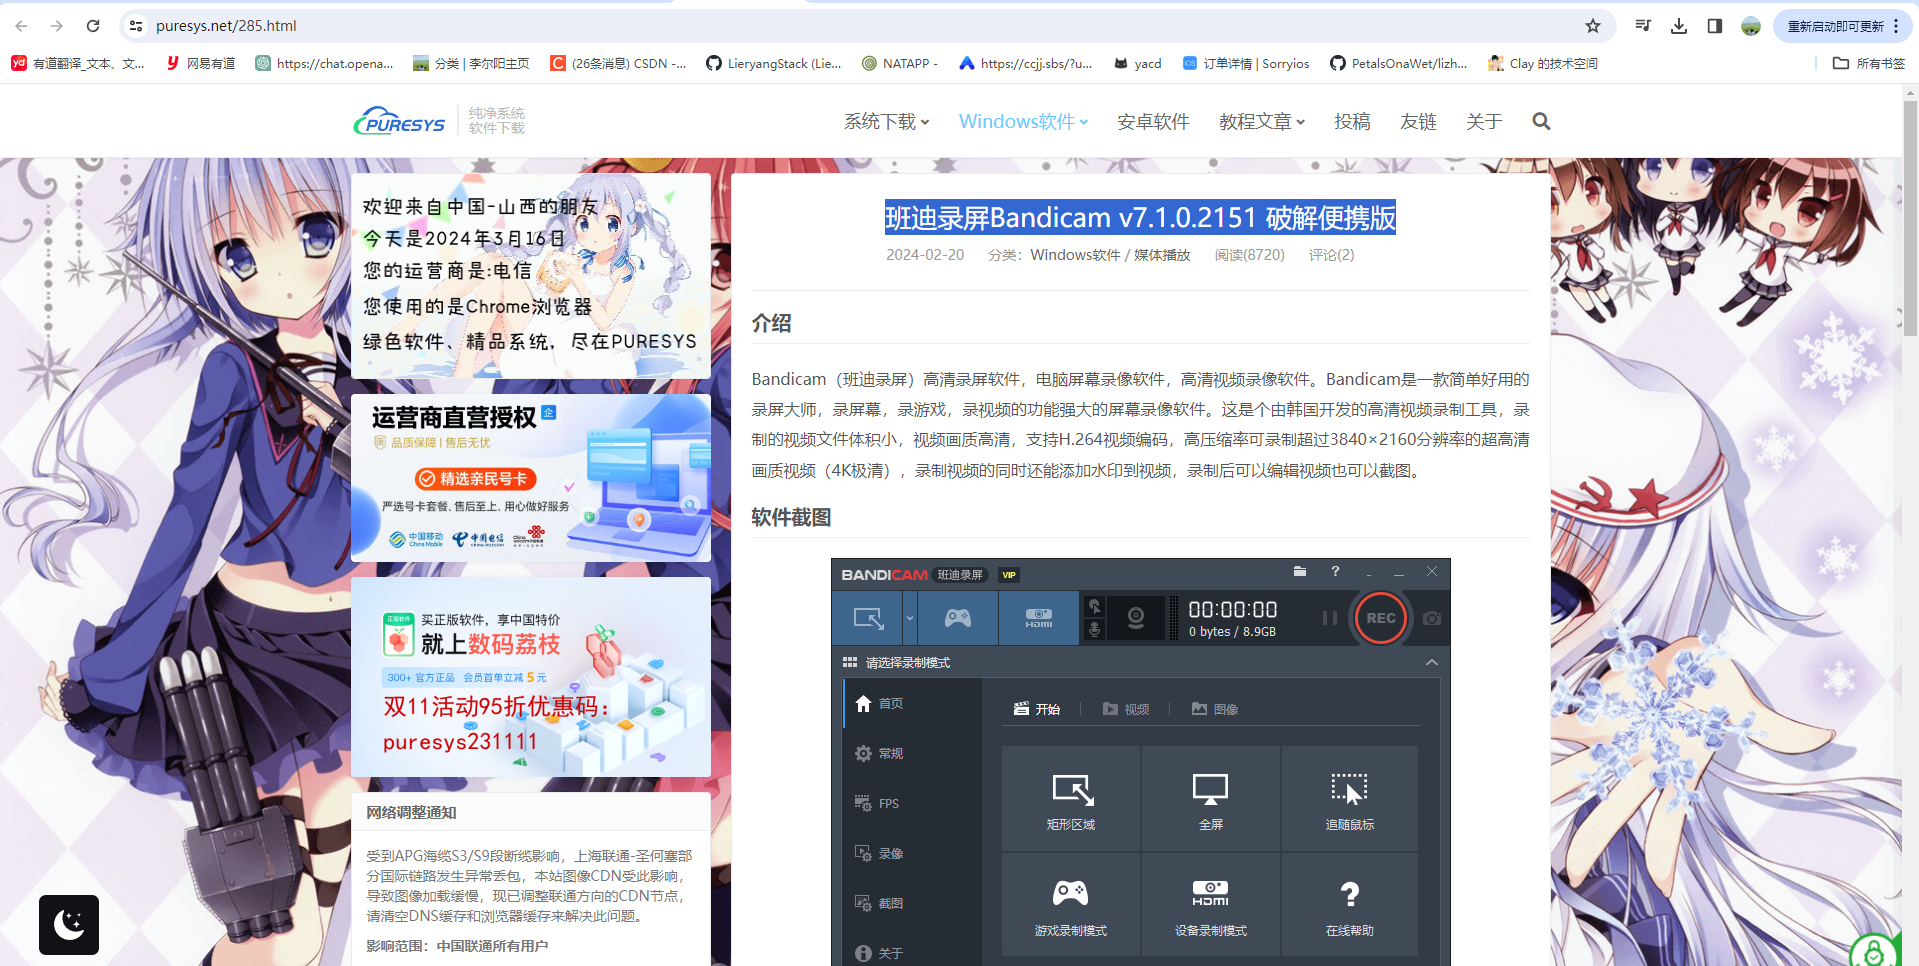 puresys.net/285.html
重新启动即可更新
有道翻译_文本、文...
网易有道
https://chat.opena...
分类 | 李尔阳主页
(26条消息) CSDN -...
LieryangStack (Lie...
NATAPP -
https://ccjj.sbs/?u...
yacd
订单详情 | Sorryios
PetalsOnaWet/lizh...
Clay 的技术空间
所有书签
PURESYS
纯净系统
软件下载
系统下载
Windows软件
安卓软件
教程文章
投稿
友链
关于
欢迎来自中国-山西的朋友
今天是2024年3月16日
您的运营商是:电信
您使用的是Chrome浏览器
绿色软件、精品系统，尽在PURESYS
运营商直营授权 企
品质保障 | 售后无忧
精选亲民号卡
严选号卡套餐、售后至上、用心做好服务
中国移动
China Mobile
中国电信
CHINA TELECOM
China
unicom中国联通
买正版软件，享中国特价
就上数码荔枝
300+ 官方正品 会员首单立减 5 元
双11活动95折优惠码：
puresys231111
网络调整通知
受到APG海缆S3/S9段断缆影响，上海联通-圣何塞部
分国际链路发生异常丢包，本站图像CDN受此影响，
导致图像加载缓慢，现已调整联通方向的CDN节点，
请清空DNS缓存和浏览器缓存来解决此问题。
影响范围：中国联通所有用户
班迪录屏Bandicam v7.1.0.2151 破解便携版
2024-02-20 分类：Windows软件 / 媒体播放 阅读(8720) 评论(2)
介绍
Bandicam（班迪录屏）高清录屏软件，电脑屏幕录像软件，高清视频录像软件。Bandicam是一款简单好用的
录屏大师，录屏幕，录游戏，录视频的功能强大的屏幕录像软件。这是个由韩国开发的高清视频录制工具，录
制的视频文件体积小，视频画质高清，支持H.264视频编码，高压缩率可录制超过3840×2160分辨率的超高清
画质视频（4K极清），录制视频的同时还能添加水印到视频，录制后可以编辑视频也可以截图。
软件截图
BANDICAM 班迪录屏 VIP
HDMI
00:00:00
0 bytes / 8.9GB
REC
请选择录制模式
首页
常规
FPS
录像
截图
关于
开始
视频
图像
矩形区域
全屏
追随鼠标
HDMI
游戏录制模式
设备录制模式
在线帮助